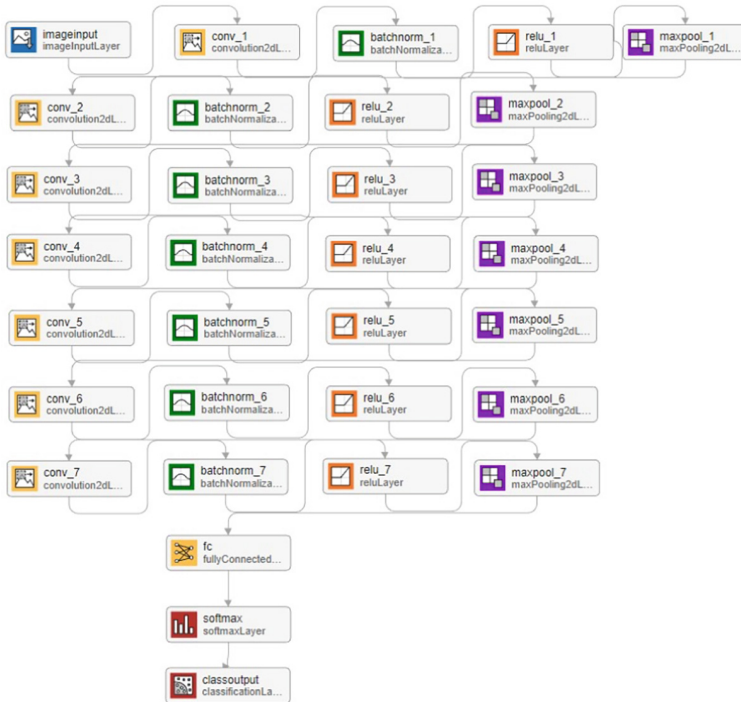 imageinput
imageInputLayer
conv_1
convolution2dL...
batchnorm_1
batchNormaliza...
relu_1
reluLayer
maxpool_1
maxPooling2dL...
conv_2
convolution2dL...
batchnorm_2
batchNormaliza...
relu_2
reluLayer
maxpool_2
maxPooling2dL...
conv_3
convolution2dL...
batchnorm_3
batchNormaliza...
relu_3
reluLayer
maxpool_3
maxPooling2dL...
conv_4
convolution2dL...
batchnorm_4
batchNormaliza...
relu_4
reluLayer
maxpool_4
maxPooling2dL...
conv_5
convolution2dL...
batchnorm_5
batchNormaliza...
relu_5
reluLayer
maxpool_5
maxPooling2dL...
conv_6
convolution2dL...
batchnorm_6
batchNormaliza...
relu_6
reluLayer
maxpool_6
maxPooling2dL...
conv_7
convolution2dL...
batchnorm_7
batchNormaliza...
relu_7
reluLayer
maxpool_7
maxPooling2dL...
fc
fullyConnected...
softmax
softmaxLayer
classoutput
classificationLa...